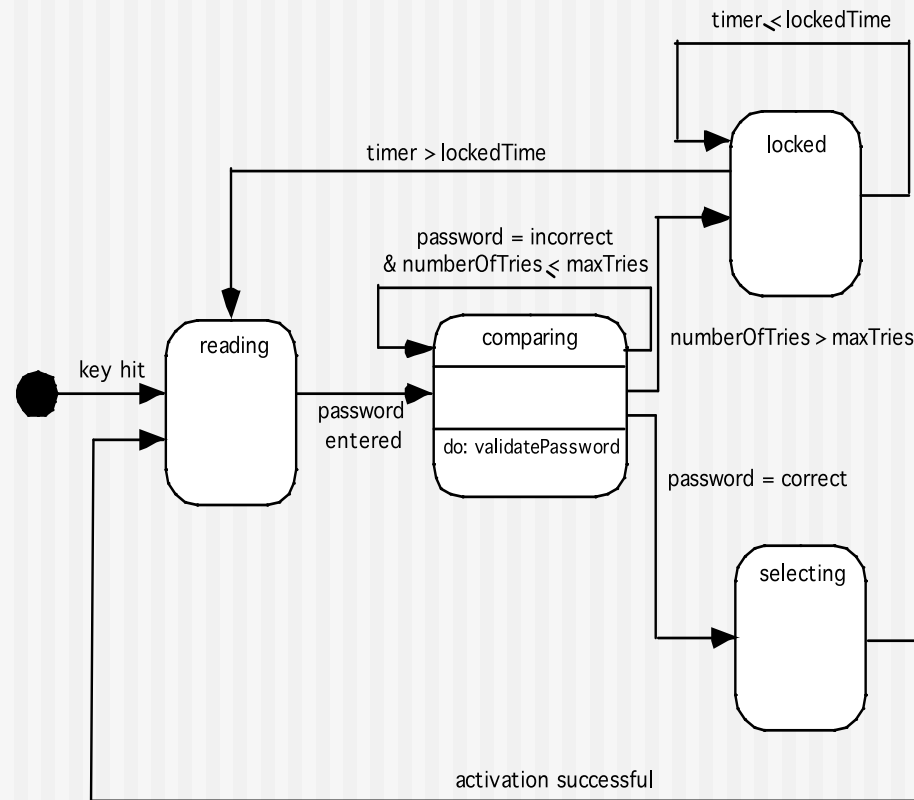 timer < lockedTime
locked
timer > lockedTime
password = incorrect
& numberOfTries < maxTries
comparing
numberOfTries > maxTries
reading
key hit
password
entered
do: validatePassword
password = correct
selecting
activation successful